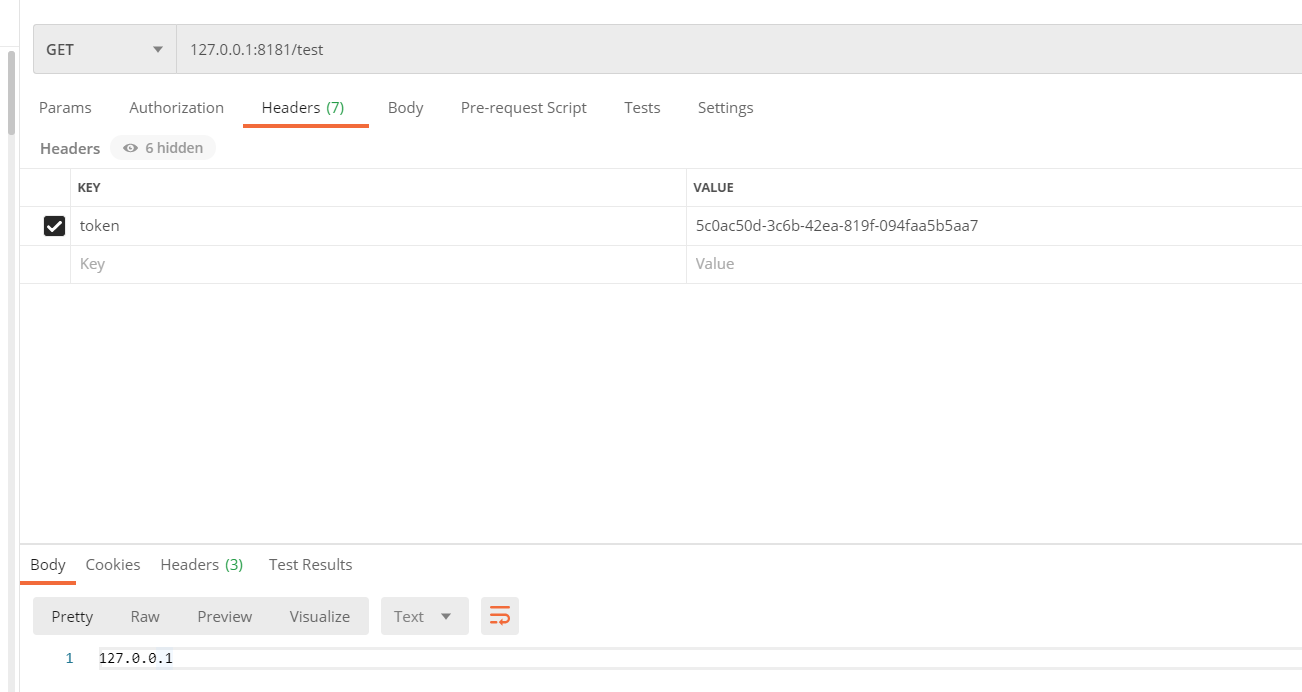 GET 127.0.0.1:8181/test
Params Authorization Headers (7) Body Pre-request Script Tests Settings
Headers 6 hidden
KEY VALUE
token 5c0ac50d-3c6b-42ea-819f-094faa5b5aa7
Key Value
Body Cookies Headers (3) Test Results
Pretty Raw Preview Visualize Text
1 127.0.0.1